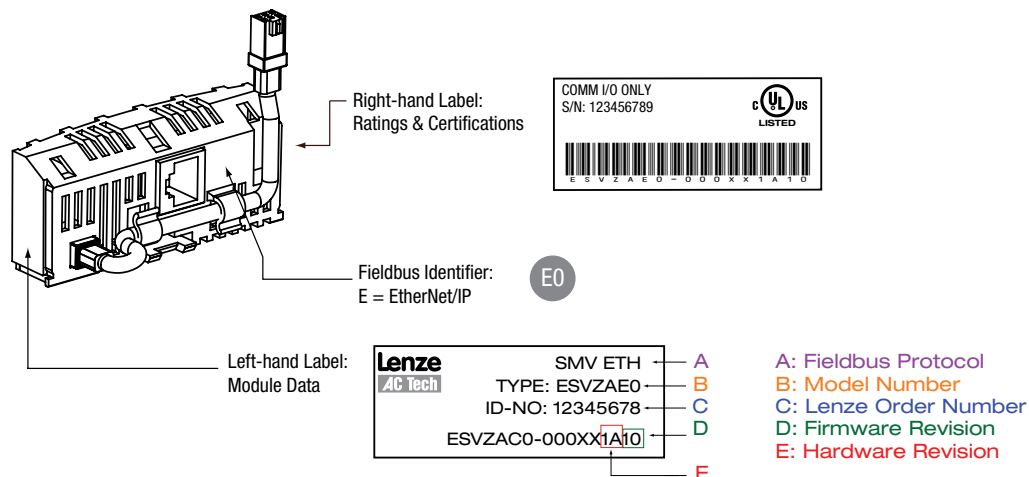 Right-hand Label:
Ratings & Certifications
COMM I/O ONLY
S/N: 123456789
C UL US
LISTED
ESVZAE0-000XX1A10
Fieldbus Identifier:
E = EtherNet/IP
E0
Left-hand Label:
Module Data
Lenze
AC Tech
SMV ETH
TYPE: ESVZAE0
ID-NO: 12345678
ESVZAC0-000XX1A10
A
B
C
D
E
A: Fieldbus Protocol
B: Model Number
C: Lenze Order Number
D: Firmware Revision
E: Hardware Revision